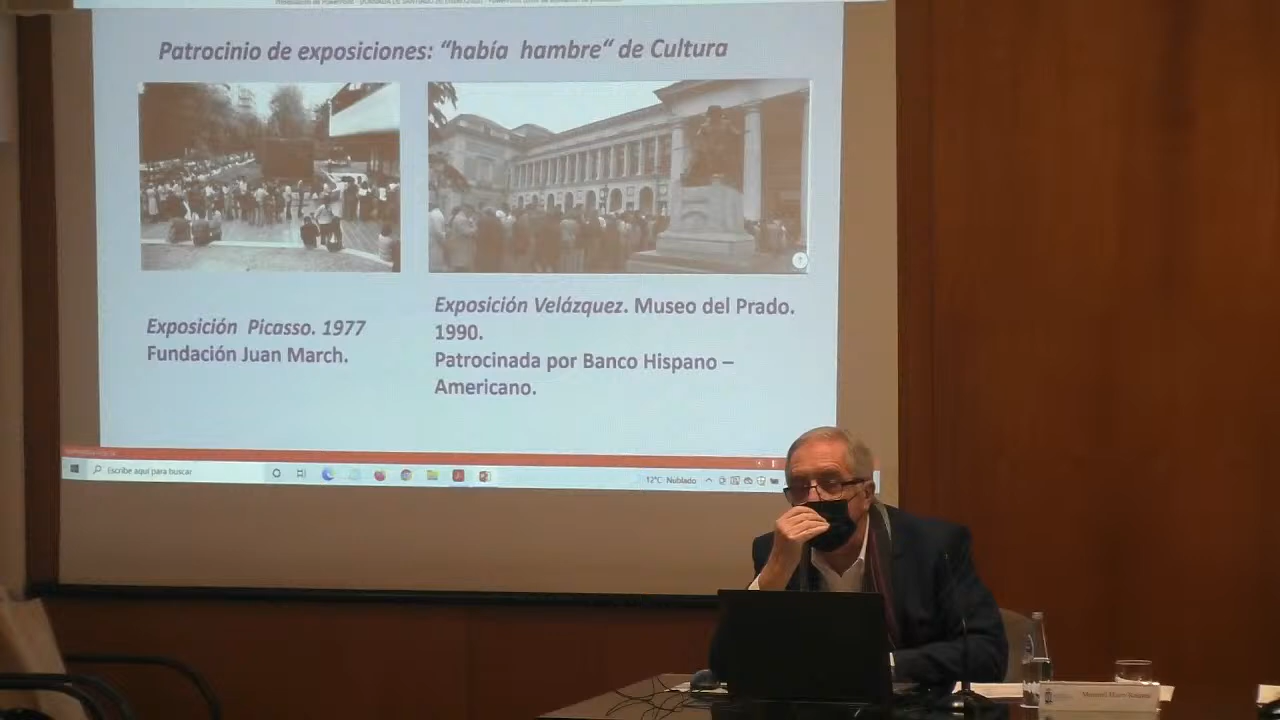 Patrocinio de exposiciones: “había hambre“ de Cultura
Exposición Picasso. 1977
Fundación Juan March.
Exposición Velázquez. Museo del Prado.
1990.
Patrocinada por Banco Hispano –
Americano.
Escribe aquí para buscar
12°C Nublado